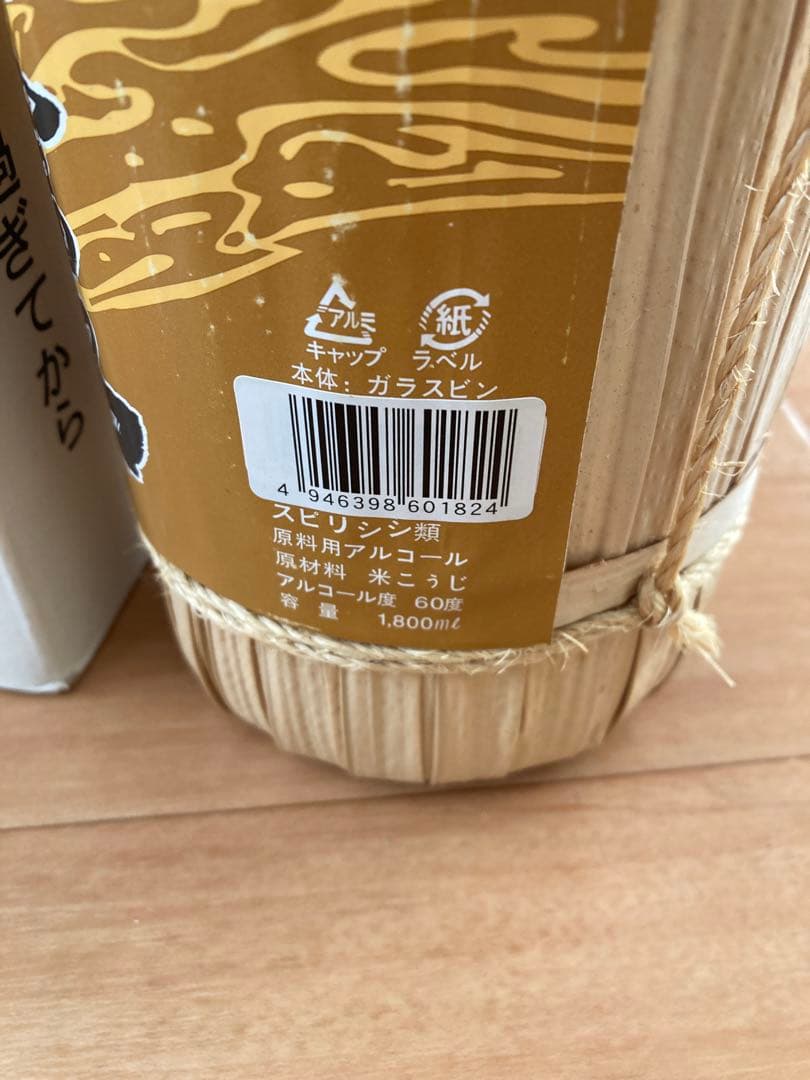 剥ぎてから
アルミ 紙
キャップ ラベル
本体：ガラスビン
4 946398 601824
スピリッツ類
原料用アルコール
原材料 米こうじ
アルコール度 60度
容量 1,800mℓ